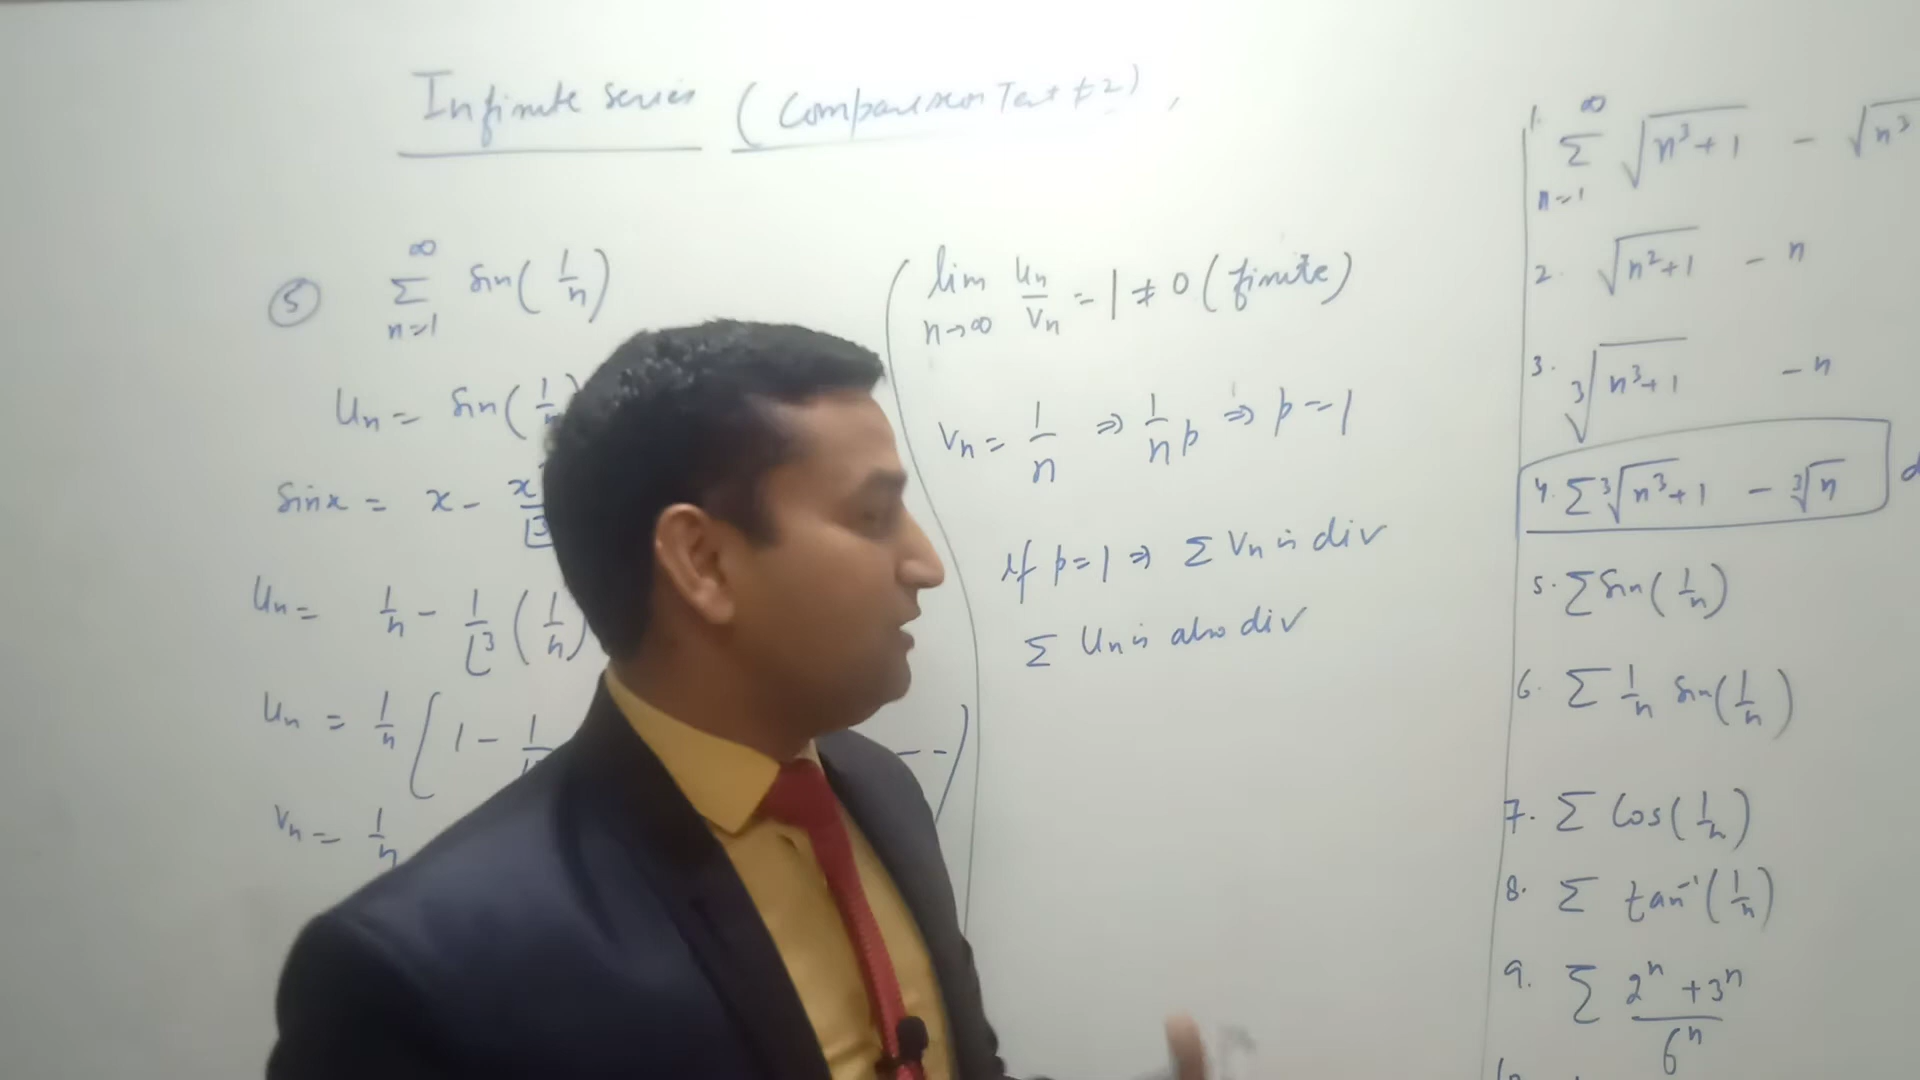 Infinite series (Comparison Test #2),
5 ∞ Σ n=1 sin(1/n)
Un = Sin(1/n)
Sinx = x - x
Un = 1/n - 1/⌊3 (1/n)
Un = 1/n [1 - 1 --]
Vn = 1/n
lim n→∞ Un/Vn = 1 ≠ 0 (finite)
Vn = 1/n ⇒ 1/n^p ⇒ p = 1
if p=1 ⇒ Σ Vn is div
Σ Un is also div
1. ∞ Σ n=1 √(n³+1) - √n³
2. √(n²+1) - n
3. ³√(n³+1) - n
4. Σ ³√(n³+1) - ³√n
5. Σ Sin(1/n)
6. Σ 1/n Sin(1/n)
7. Σ Cos(1/n)
8. Σ tan⁻¹(1/n)
9. Σ (2ⁿ + 3ⁿ)/6ⁿ